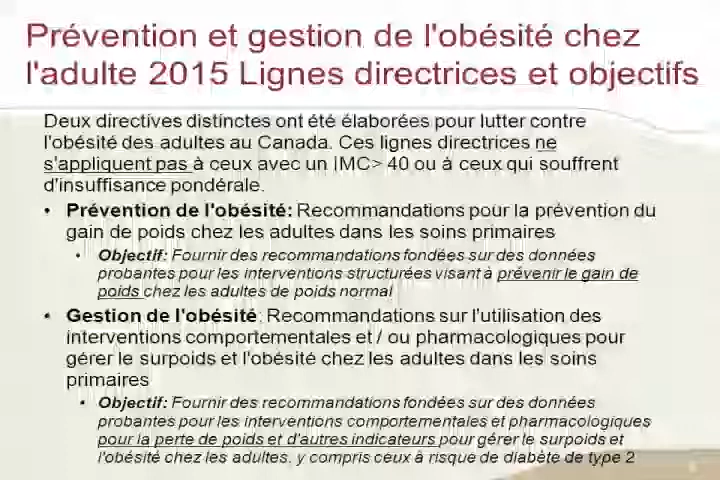 Prévention et gestion de l'obésité chez
l'adulte 2015 Lignes directrices et objectifs
Deux directives distinctes ont été élaborées pour lutter contre
l'obésité des adultes au Canada. Ces lignes directrices ne
s'appliquent pas à ceux avec un IMC> 40 ou à ceux qui souffrent
d'insuffisance pondérale.
• Prévention de l'obésité: Recommandations pour la prévention du
gain de poids chez les adultes dans les soins primaires
• Objectif: Fournir des recommandations fondées sur des données
probantes pour les interventions structurées visant à prévenir le gain de
poids chez les adultes de poids normal
• Gestion de l'obésité: Recommandations sur l'utilisation des
interventions comportementales et / ou pharmacologiques pour
gérer le surpoids et l'obésité chez les adultes dans les soins
primaires
• Objectif: Fournir des recommandations fondées sur des données
probantes pour les interventions comportementales et pharmacologiques
pour la perte de poids et d'autres indicateurs pour gérer le surpoids et
l'obésité chez les adultes, y compris ceux à risque de diabète de type 2